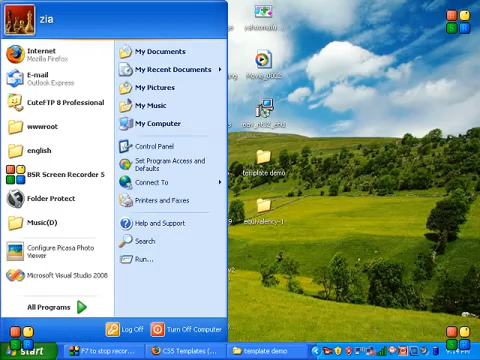 zia
Internet
Mozilla Firefox
E-mail
Outlook Express
CuteFTP 8 Professional
wwwroot
english
BSR Screen Recorder 5
Folder Protect
Music(D)
Configure Picasa Photo
Viewer
Microsoft Visual Studio 2008
All Programs
My Documents
My Recent Documents
My Pictures
My Music
My Computer
Control Panel
Set Program Access and
Defaults
Connect To
Printers and Faxes
Help and Support
Search
Run...
Log Off
Turn Off Computer
template demo
equivalency-1
start
F7 to stop recor...
CSS Templates (...
template demo